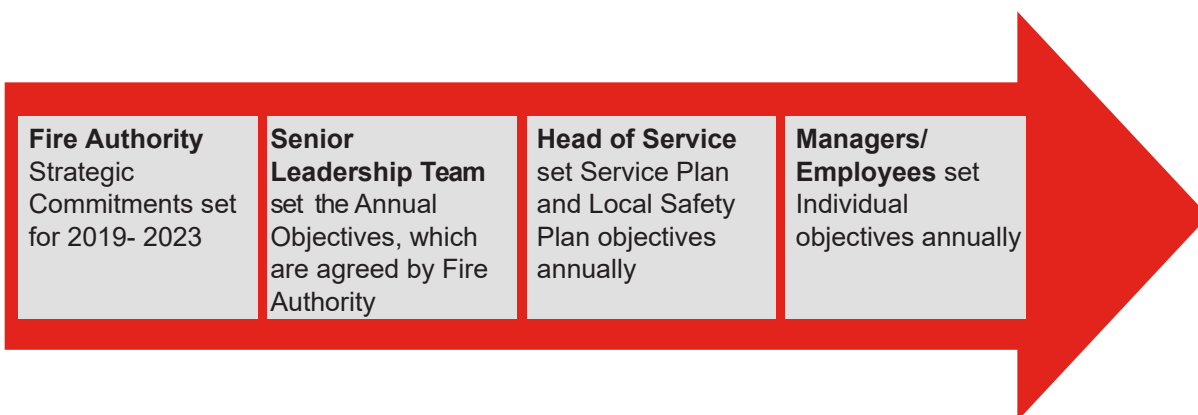 Fire Authority
Strategic
Commitments set
for 2019- 2023
Senior
Leadership Team
set the Annual
Objectives, which
are agreed by Fire
Authority
Head of Service
set Service Plan
and Local Safety
Plan objectives
annually
Managers/
Employees set
Individual
objectives annually